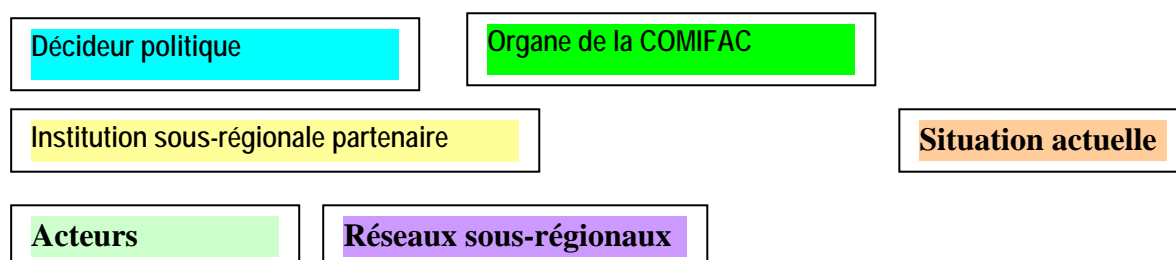 Décideur politique
Organe de la COMIFAC
Institution sous-régionale partenaire
Situation actuelle
Acteurs
Réseaux sous-régionaux